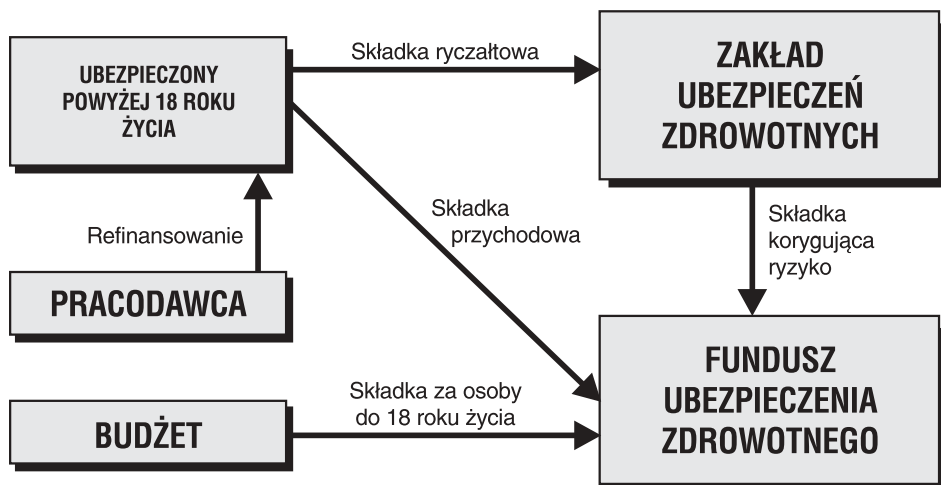 UBEZPIECZONY
POWYŻEJ 18 ROKU
ŻYCIA
Składka ryczałtowa
ZAKŁAD
UBEZPIECZEŃ
ZDROWOTNYCH
Refinansowanie
Składka
przychodowa
Składka
korygująca
ryzyko
PRACODAWCA
Składka za osoby
do 18 roku życia
BUDŻET
FUNDUSZ
UBEZPIECZENIA
ZDROWOTNEGO